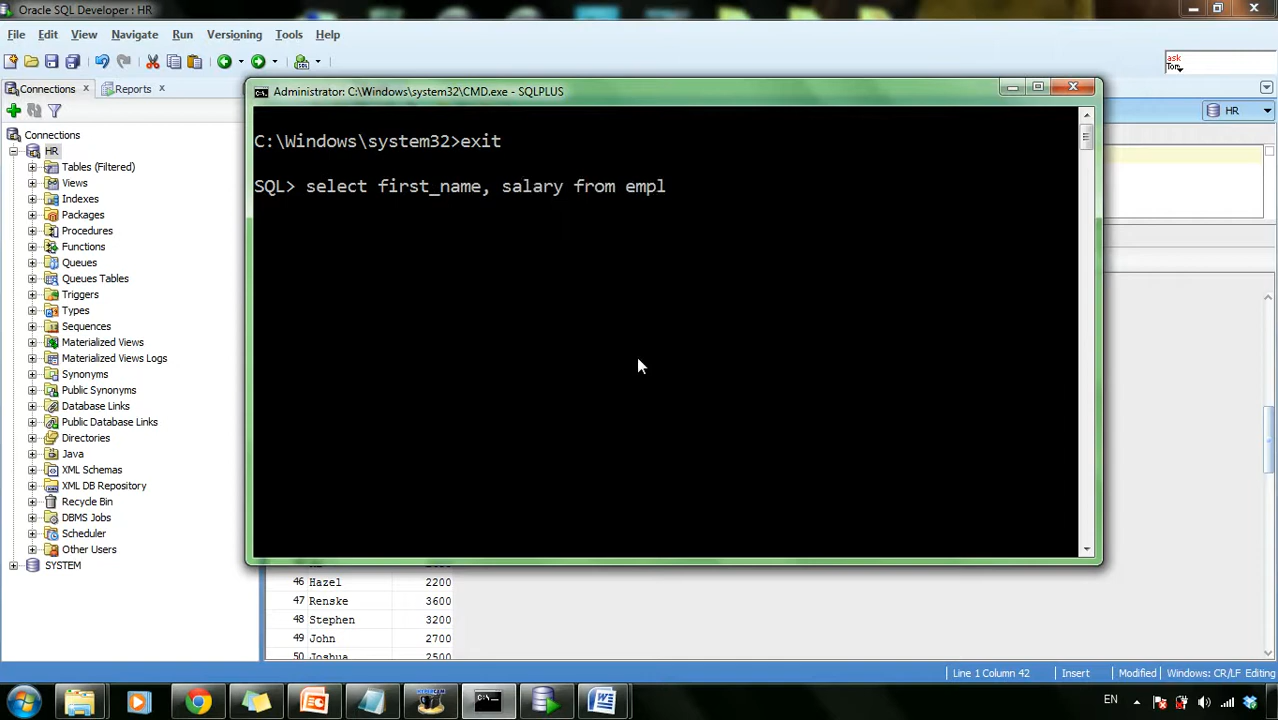 Oracle SQL Developer : HR
File Edit View Navigate Run Versioning Tools Help
ask
Tom
Connections Reports
HR
Administrator: C:\Windows\system32\CMD.exe - SQLPLUS
C:\Windows\system32>exit
SQL> select first_name, salary from empl
Connections
HR
Tables (Filtered)
Views
Indexes
Packages
Procedures
Functions
Queues
Queues Tables
Triggers
Types
Sequences
Materialized Views
Materialized Views Logs
Synonyms
Public Synonyms
Database Links
Public Database Links
Directories
Java
XML Schemas
XML DB Repository
Recycle Bin
DBMS Jobs
Scheduler
Other Users
SYSTEM
46 Hazel 2200
47 Renske 3600
48 Stephen 3200
49 John 2700
50 Joshua 2500
Line 1 Column 42 Insert Modified Windows: CR/LF Editing
EN